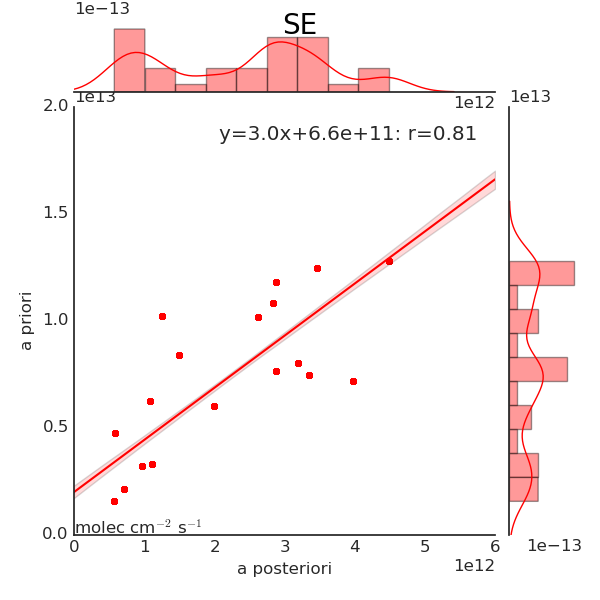 1e−13
SE
1e13
1e12
1e13
2.0
y=3.0x+6.6e+11: r=0.81
1.5
1.0
a priori
0.5
0.0
molec cm⁻² s⁻¹
0 1 2 3 4 5 6
1e−13
a posteriori
1e12